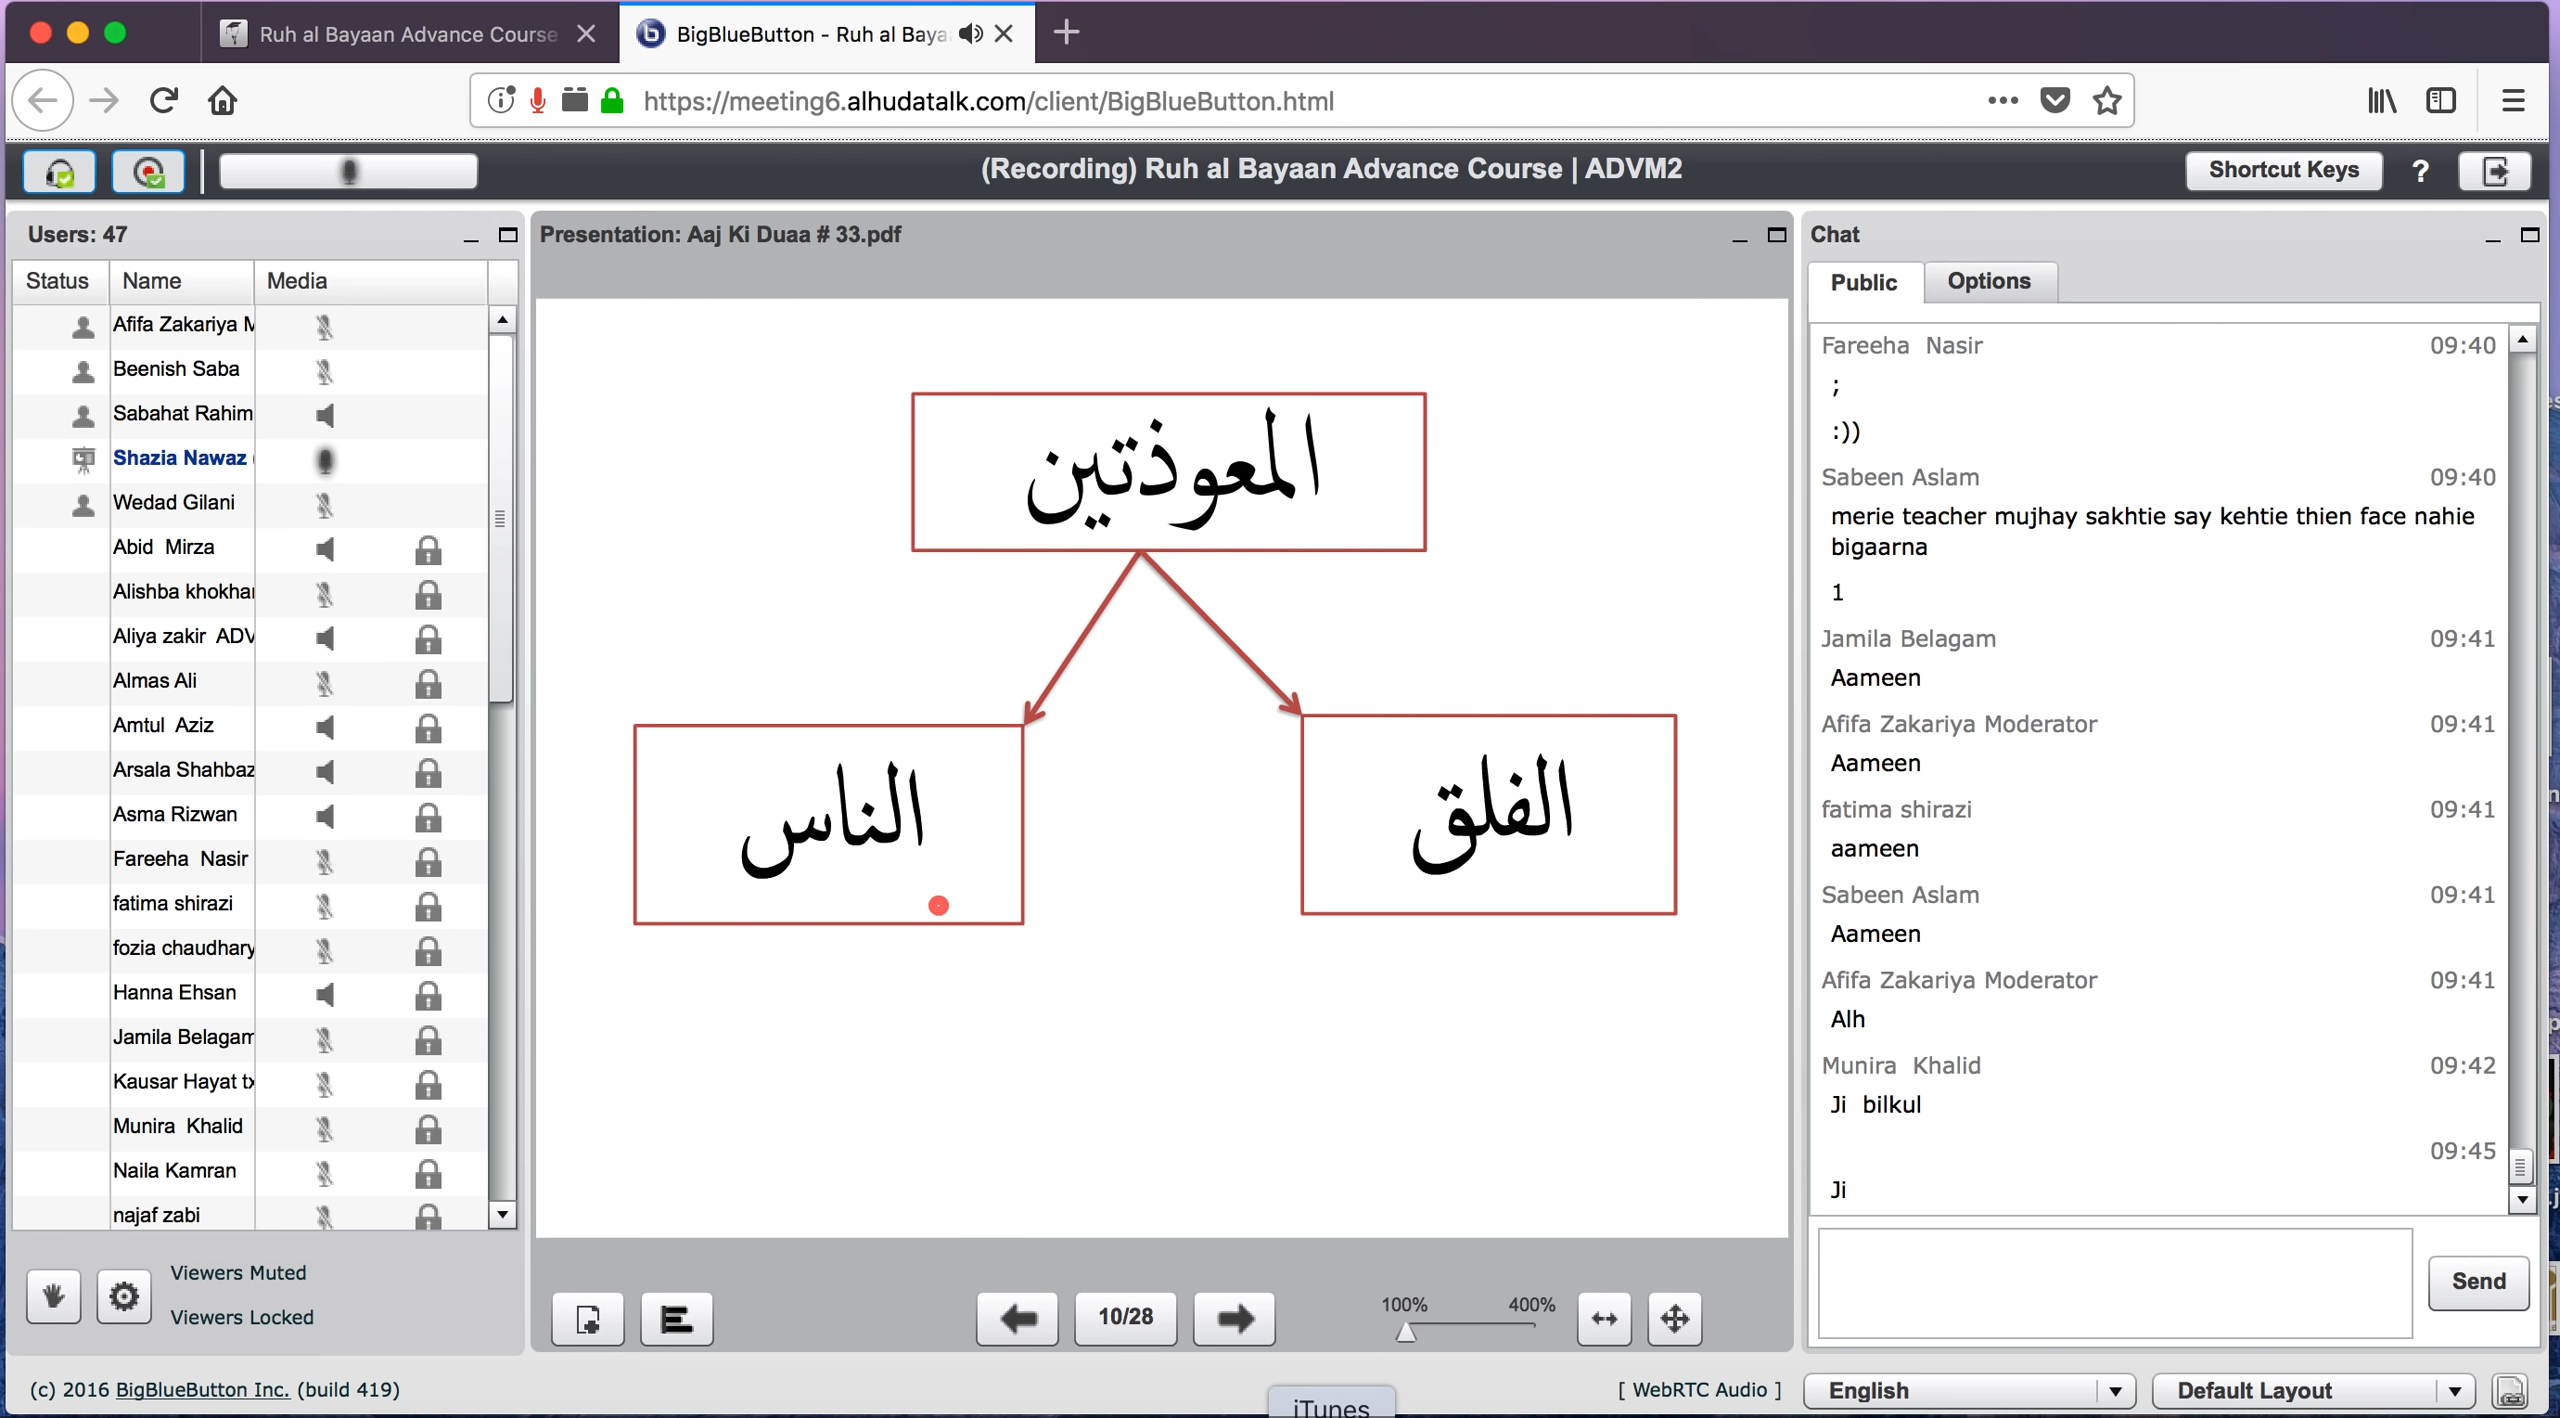 Ruh al Bayaan Advance Course
BigBlueButton - Ruh al Baya
https://meeting6.alhudatalk.com/client/BigBlueButton.html
(Recording) Ruh al Bayaan Advance Course | ADVM2
Shortcut Keys
?
Users: 47
Status Name Media
Afifa Zakariya M
Beenish Saba
Sabahat Rahim
Shazia Nawaz
Wedad Gilani
Abid Mirza
Alishba khokhar
Aliya zakir ADV
Almas Ali
Amtul Aziz
Arsala Shahbaz
Asma Rizwan
Fareeha Nasir
fatima shirazi
fozia chaudhary
Hanna Ehsan
Jamila Belagam
Kausar Hayat tx
Munira Khalid
Naila Kamran
najaf zabi
Viewers Muted
Viewers Locked
Presentation: Aaj Ki Duaa # 33.pdf
المعوذتين
الفلق
الناس
10/28
100% 400%
Chat
Public Options
Fareeha Nasir 09:40
;
:))
Sabeen Aslam 09:40
merie teacher mujhay sakhtie say kehtie thien face nahie
bigaarna
1
Jamila Belagam 09:41
Aameen
Afifa Zakariya Moderator 09:41
Aameen
fatima shirazi 09:41
aameen
Sabeen Aslam 09:41
Aameen
Afifa Zakariya Moderator 09:41
Alh
Munira Khalid 09:42
Ji bilkul
09:45
Ji
Send
(c) 2016 BigBlueButton Inc. (build 419)
iTunes
[ WebRTC Audio ]
English
Default Layout